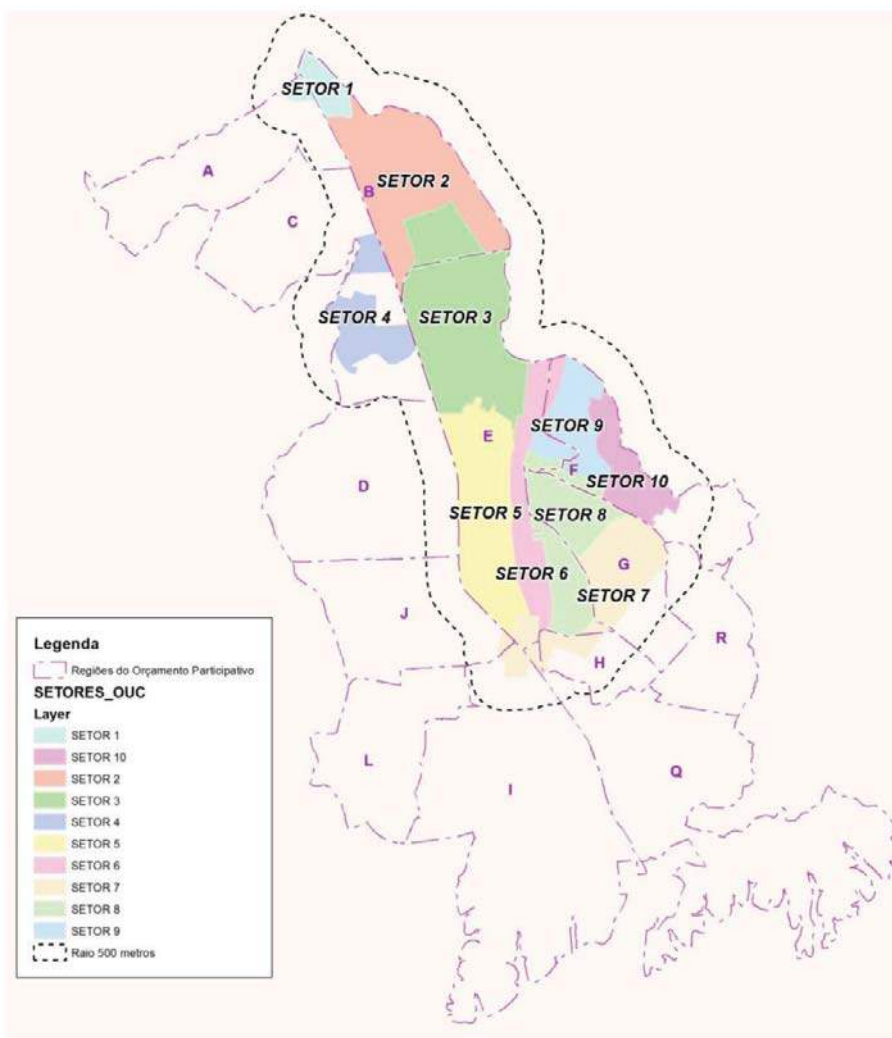 SETOR 1
A
SETOR 2
B
C
SETOR 4
SETOR 3
SETOR 9
E
F
SETOR 10
D
SETOR 5
SETOR 8
G
SETOR 6
SETOR 7
J
R
H
L
I
Q
Legenda
Regiões do Orçamento Participativo
SETORES_OUC
Layer
SETOR 1
SETOR 10
SETOR 2
SETOR 3
SETOR 4
SETOR 5
SETOR 6
SETOR 7
SETOR 8
SETOR 9
Raio 500 metros